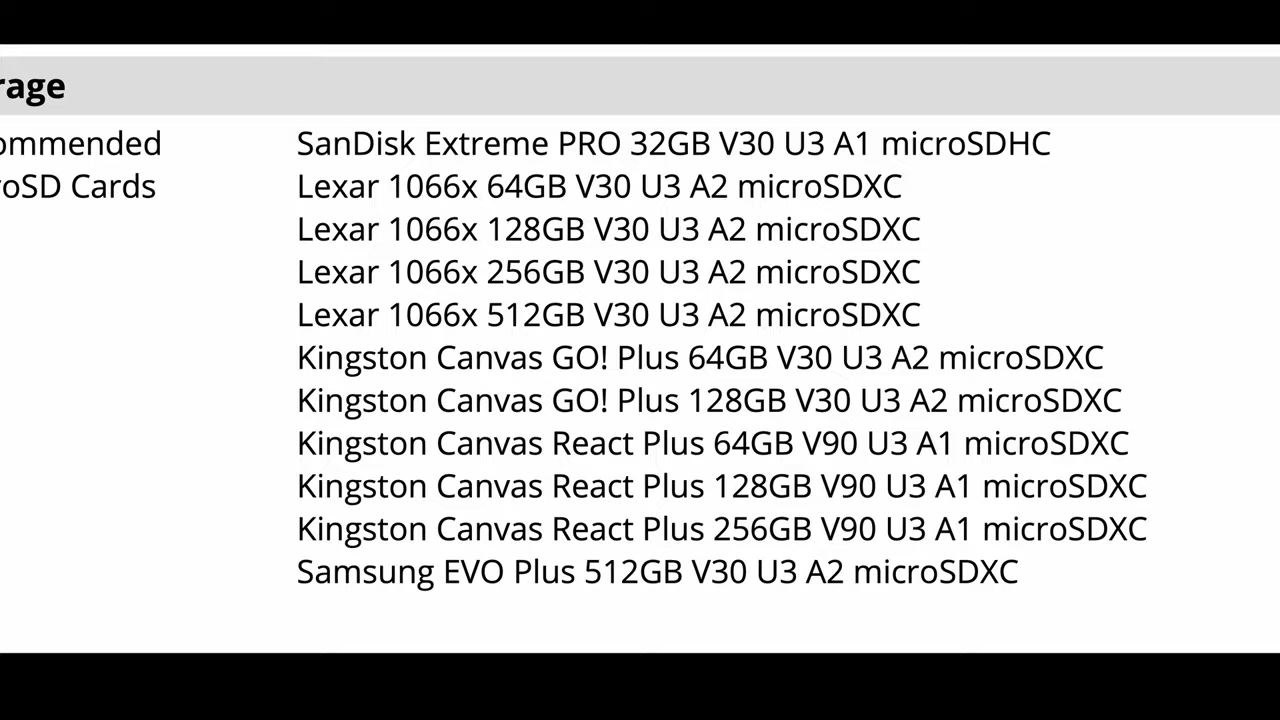 rage
ommended
oSD Cards
SanDisk Extreme PRO 32GB V30 U3 A1 microSDHC
Lexar 1066x 64GB V30 U3 A2 microSDXC
Lexar 1066x 128GB V30 U3 A2 microSDXC
Lexar 1066x 256GB V30 U3 A2 microSDXC
Lexar 1066x 512GB V30 U3 A2 microSDXC
Kingston Canvas GO! Plus 64GB V30 U3 A2 microSDXC
Kingston Canvas GO! Plus 128GB V30 U3 A2 microSDXC
Kingston Canvas React Plus 64GB V90 U3 A1 microSDXC
Kingston Canvas React Plus 128GB V90 U3 A1 microSDXC
Kingston Canvas React Plus 256GB V90 U3 A1 microSDXC
Samsung EVO Plus 512GB V30 U3 A2 microSDXC